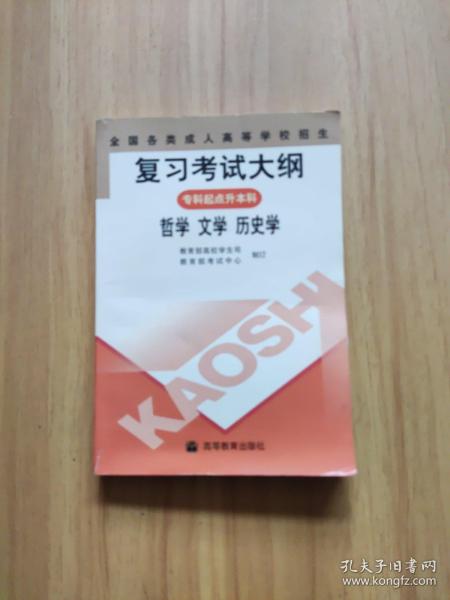 全国各类成人高等学校招生
复习考试大纲
专科起点升本科
哲学 文学 历史学
教育部高校学生司
教育部考试中心
制订
KAOSHI
高等教育出版社
孔夫子旧书网
www.kongfz.com